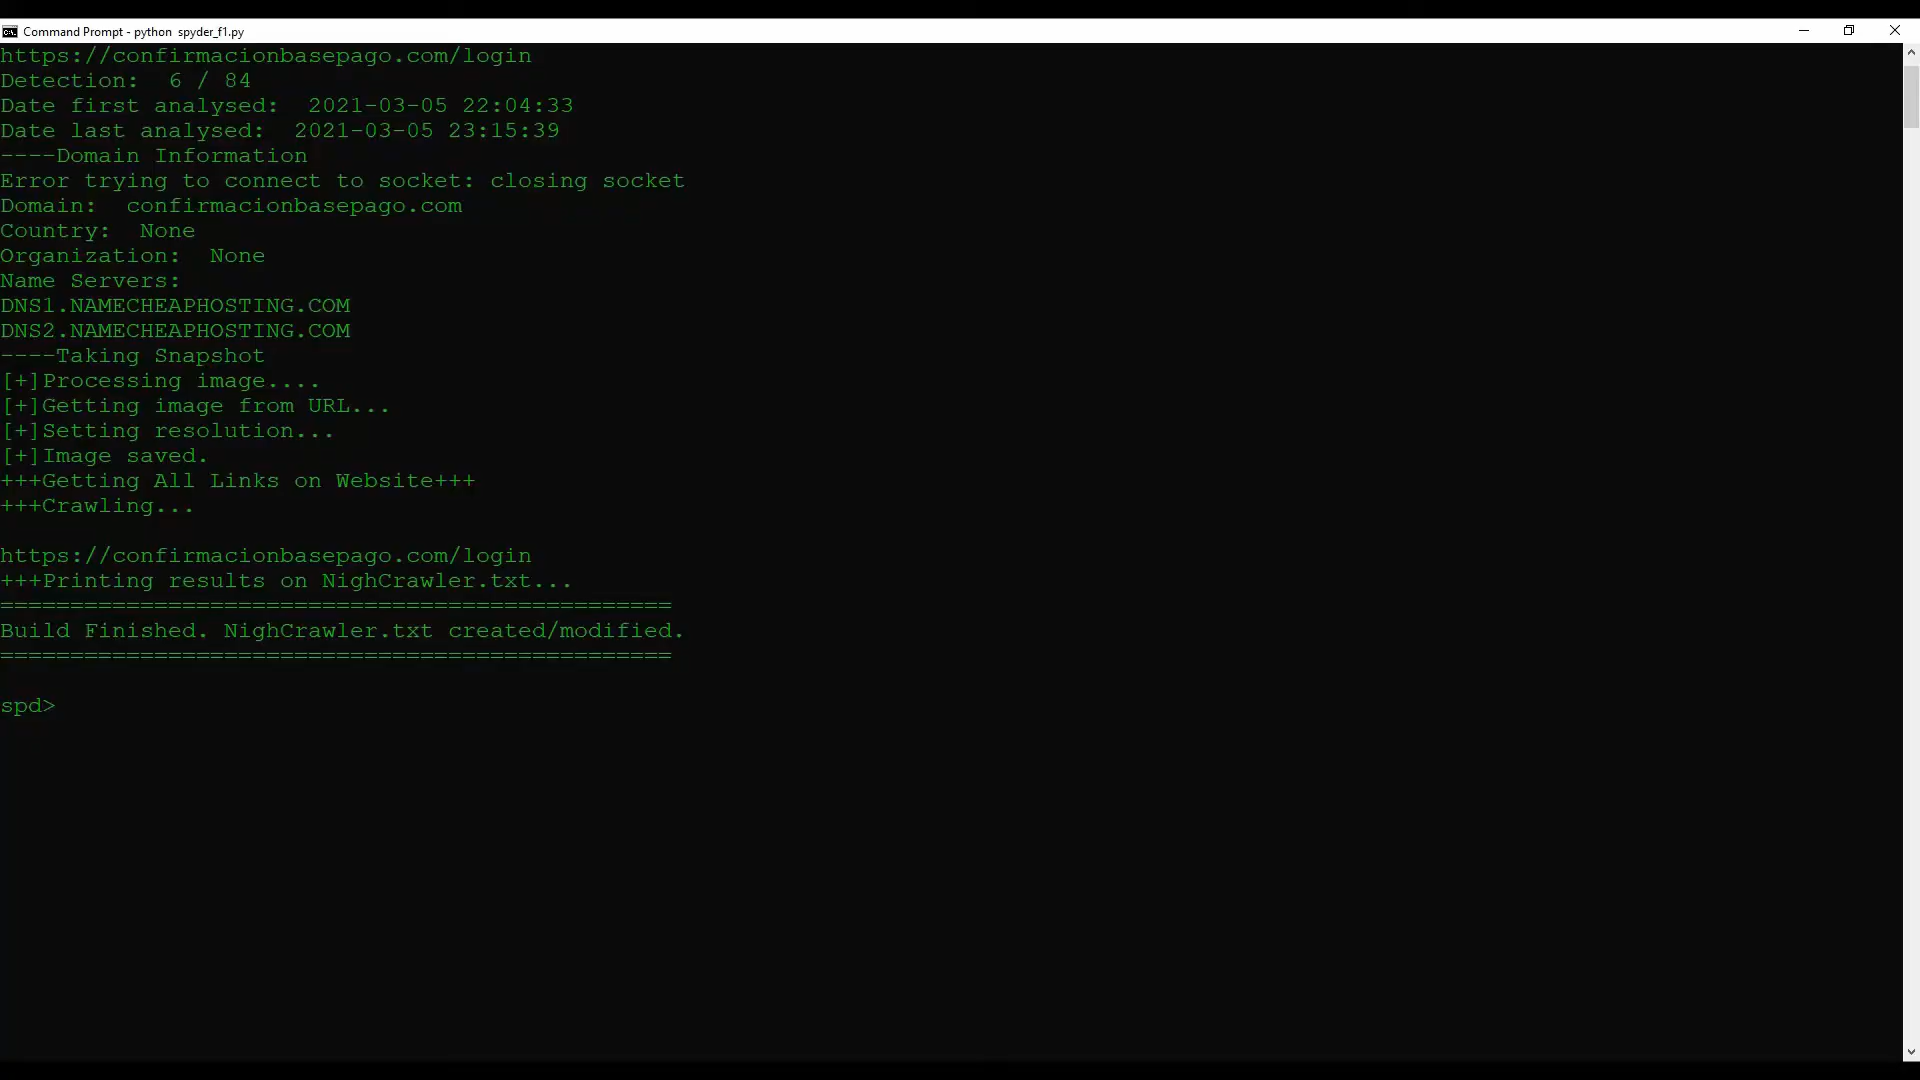 Command Prompt - python  spyder_f1.py
https://confirmacionbasepago.com/login
Detection:  6 / 84
Date first analysed:  2021-03-05 22:04:33
Date last analysed:  2021-03-05 23:15:39
----Domain Information
Error trying to connect to socket: closing socket
Domain:  confirmacionbasepago.com
Country:  None
Organization:  None
Name Servers:
DNS1.NAMECHEAPHOSTING.COM
DNS2.NAMECHEAPHOSTING.COM
----Taking Snapshot
[+]Processing image....
[+]Getting image from URL...
[+]Setting resolution...
[+]Image saved.
+++Getting All Links on Website+++
+++Crawling...
https://confirmacionbasepago.com/login
+++Printing results on NighCrawler.txt...
================================================
Build Finished. NighCrawler.txt created/modified.
================================================
spd>